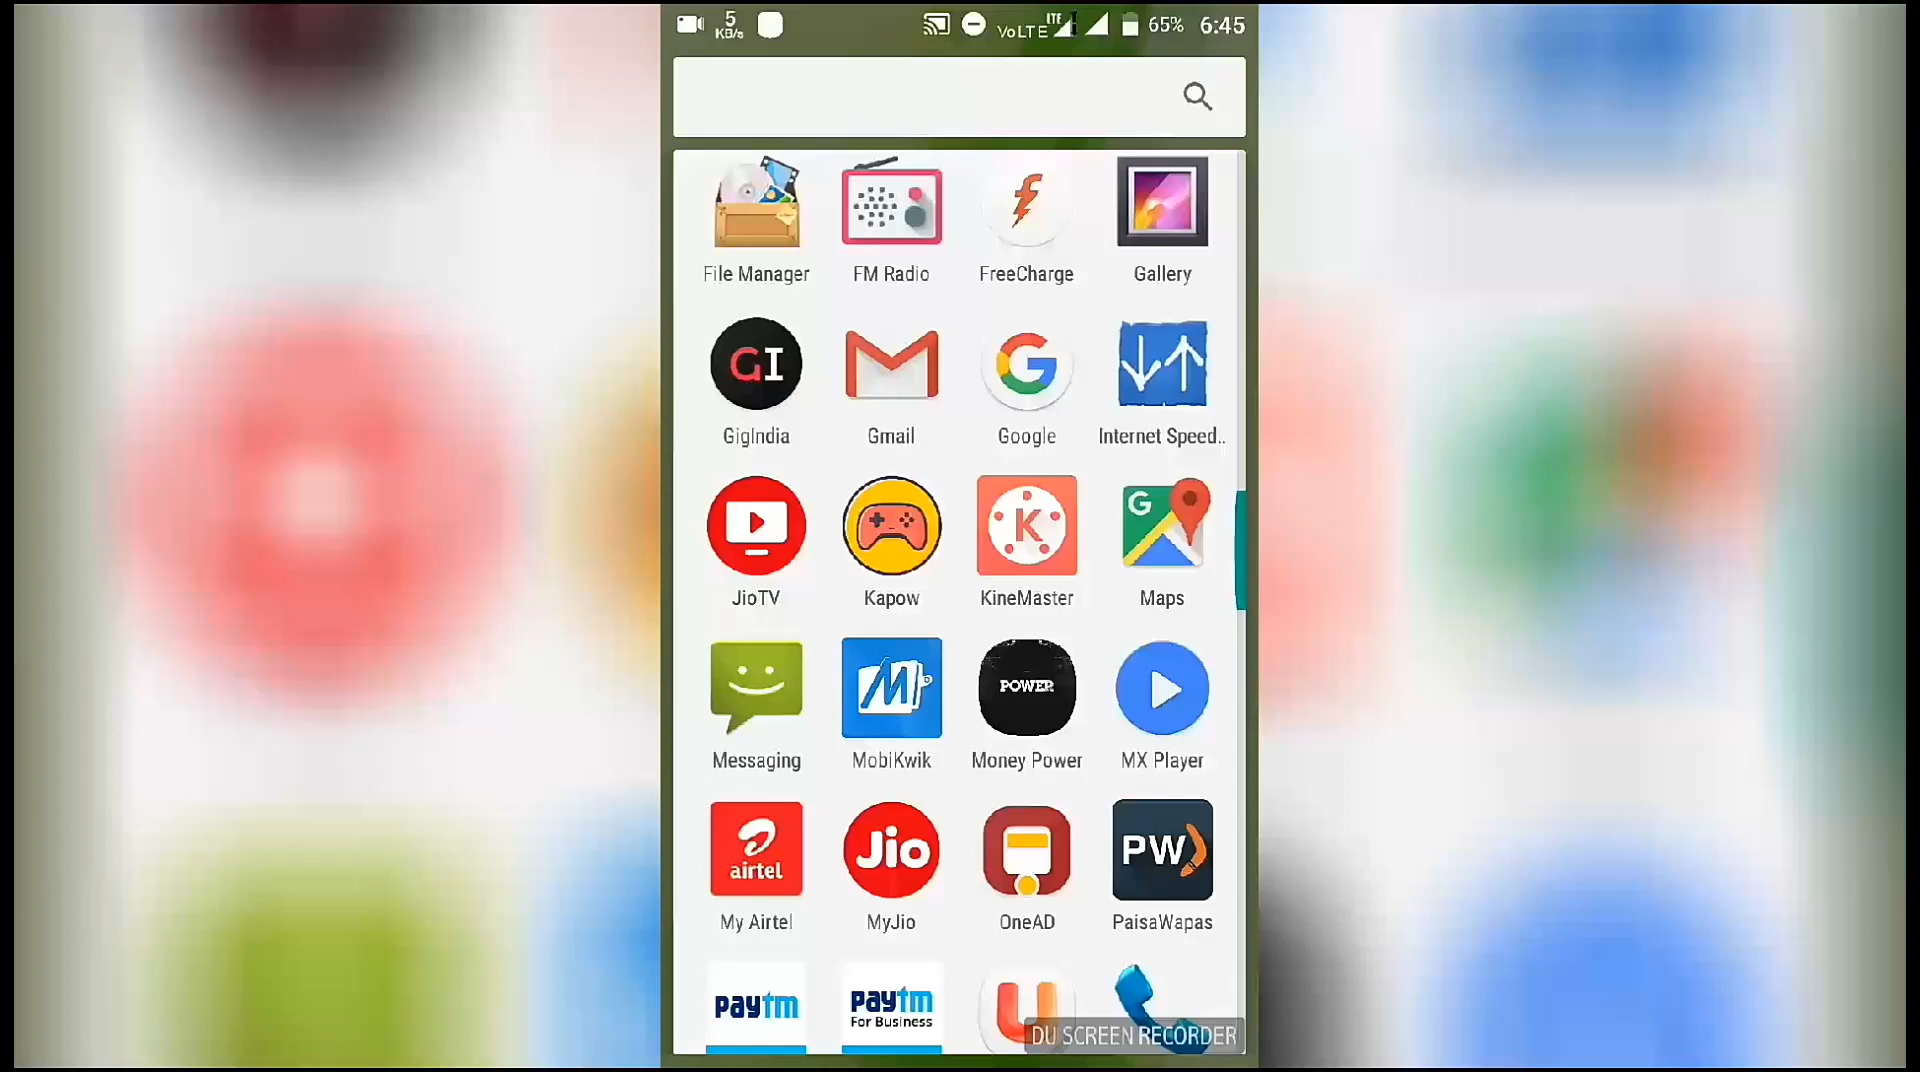 5
KB/s
VoLTE LTE 65% 6:45
File Manager FM Radio FreeCharge Gallery
GI G
GigIndia Gmail Google Internet Speed..
K G
JioTV Kapow KineMaster Maps
M POWER
Messaging MobiKwik Money Power MX Player
airtel Jio PW
My Airtel MyJio OneAD PaisaWapas
paytm paytm
For Business
DU SCREEN RECORDER